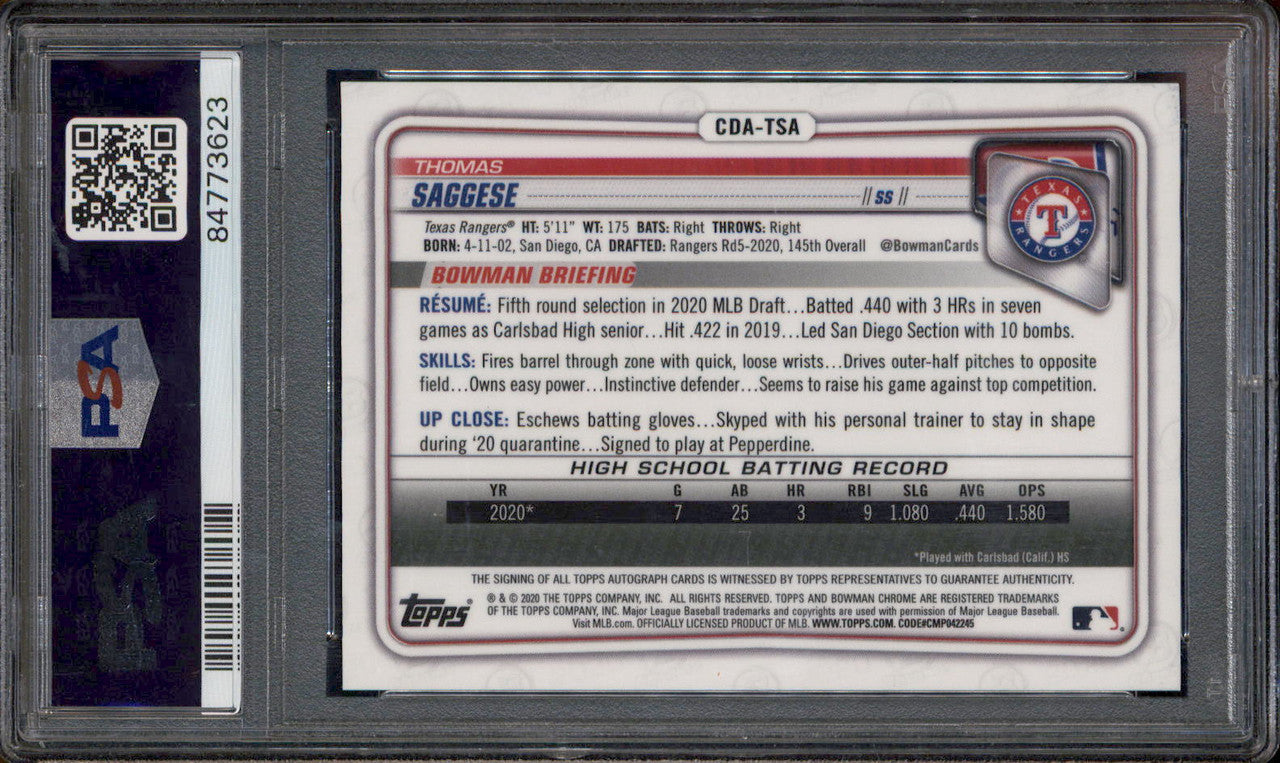 84773623
PSA
PSA
CDA-TSA
THOMAS
SAGGESE // SS //
Texas Rangers® HT: 5'11" WT: 175 BATS: Right THROWS: Right
BORN: 4-11-02, San Diego, CA DRAFTED: Rangers Rd5-2020, 145th Overall @BowmanCards
TEXAS RANGERS
T
BOWMAN BRIEFING
RÉSUMÉ: Fifth round selection in 2020 MLB Draft...Batted .440 with 3 HRs in seven
games as Carlsbad High senior...Hit .422 in 2019...Led San Diego Section with 10 bombs.
SKILLS: Fires barrel through zone with quick, loose wrists...Drives outer-half pitches to opposite
field...Owns easy power...Instinctive defender...Seems to raise his game against top competition.
UP CLOSE: Eschews batting gloves...Skyped with his personal trainer to stay in shape
during '20 quarantine...Signed to play at Pepperdine.
HIGH SCHOOL BATTING RECORD
YR G AB HR RBI SLG AVG OPS
2020* 7 25 3 9 1.080 .440 1.580
*Played with Carlsbad (Calif.) HS
THE SIGNING OF ALL TOPPS AUTOGRAPH CARDS IS WITNESSED BY TOPPS REPRESENTATIVES TO GUARANTEE AUTHENTICITY.
® & © 2020 THE TOPPS COMPANY, INC. ALL RIGHTS RESERVED. TOPPS AND BOWMAN CHROME ARE REGISTERED TRADEMARKS
OF THE TOPPS COMPANY, INC. Major League Baseball trademarks and copyrights are used with permission of Major League Baseball.
Visit MLB.com. OFFICIALLY LICENSED PRODUCT OF MLB. WWW.TOPPS.COM. CODE#CMP042245
TOPPS®